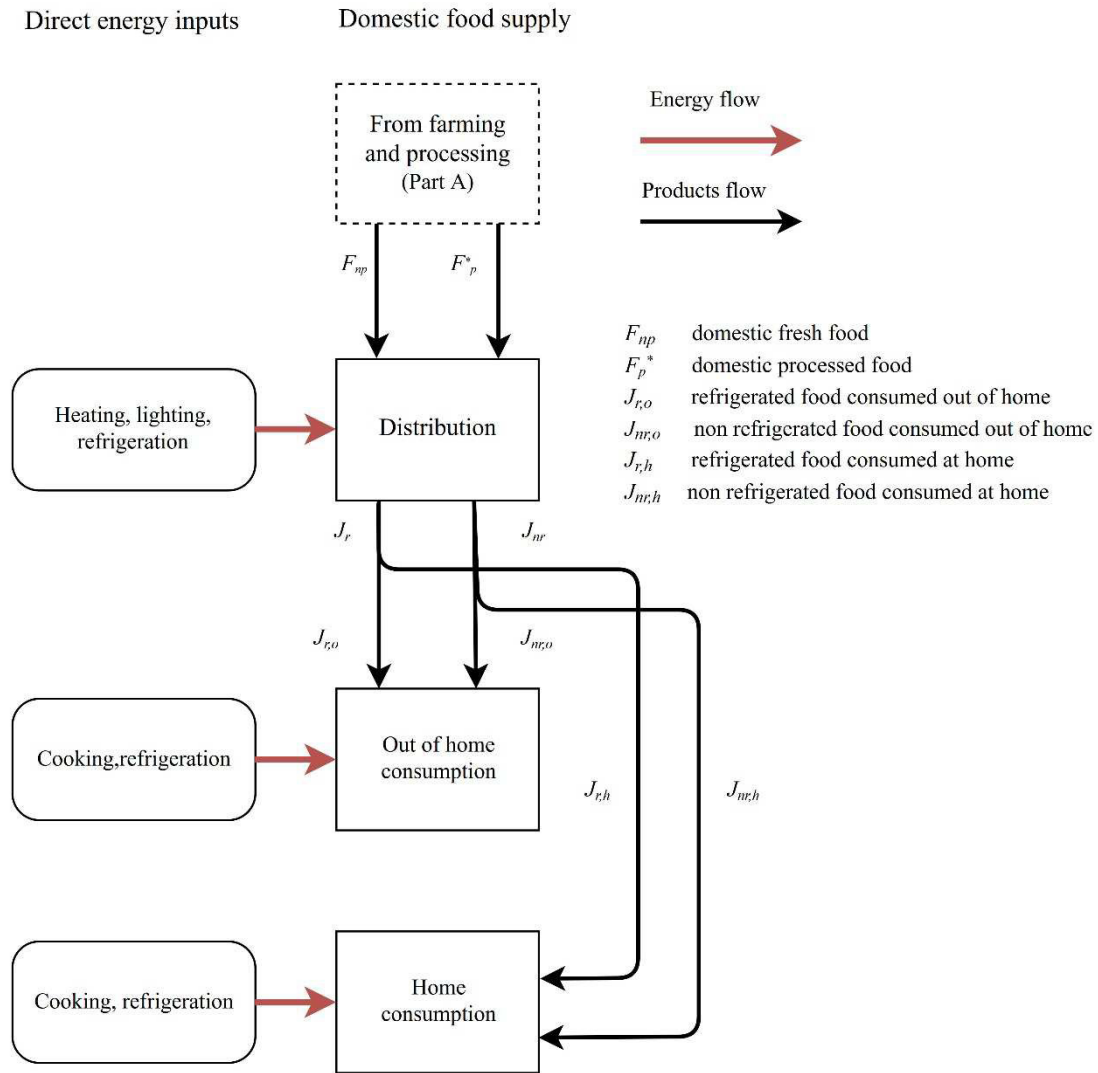 Direct energy inputs
Domestic food supply
From farming
and processing
(Part A)
Energy flow
Products flow
F_np
F*_p
F_np domestic fresh food
F_p* domestic processed food
J_r,o refrigerated food consumed out of home
J_nr,o non refrigerated food consumed out of home
J_r,h refrigerated food consumed at home
J_nr,h non refrigerated food consumed at home
Heating, lighting,
refrigeration
Distribution
J_r
J_nr
J_r,o
J_nr,o
Cooking,refrigeration
Out of home
consumption
J_r,h
J_nr,h
Cooking, refrigeration
Home
consumption